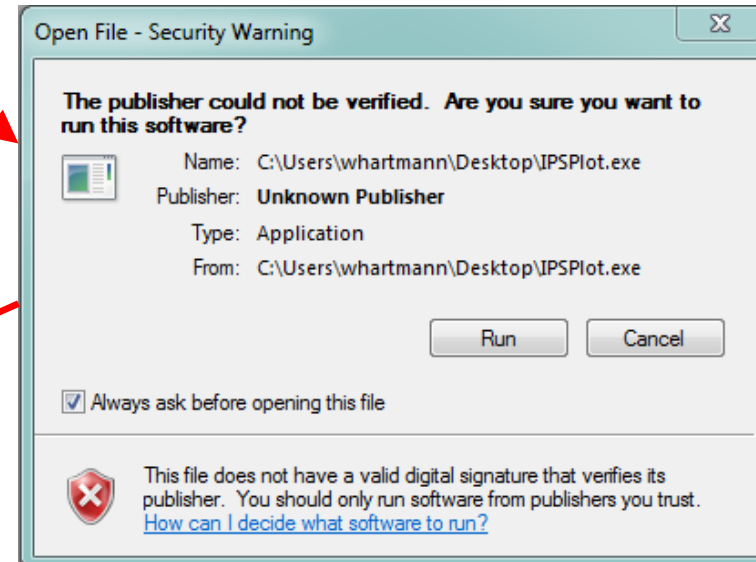 Open File - Security Warning
The publisher could not be verified. Are you sure you want to
run this software?
Name: C:\Users\whartmann\Desktop\IPSPlot.exe
Publisher: Unknown Publisher
Type: Application
From: C:\Users\whartmann\Desktop\IPSPlot.exe
Run Cancel
Always ask before opening this file
This file does not have a valid digital signature that verifies its
publisher. You should only run software from publishers you trust.
How can I decide what software to run?